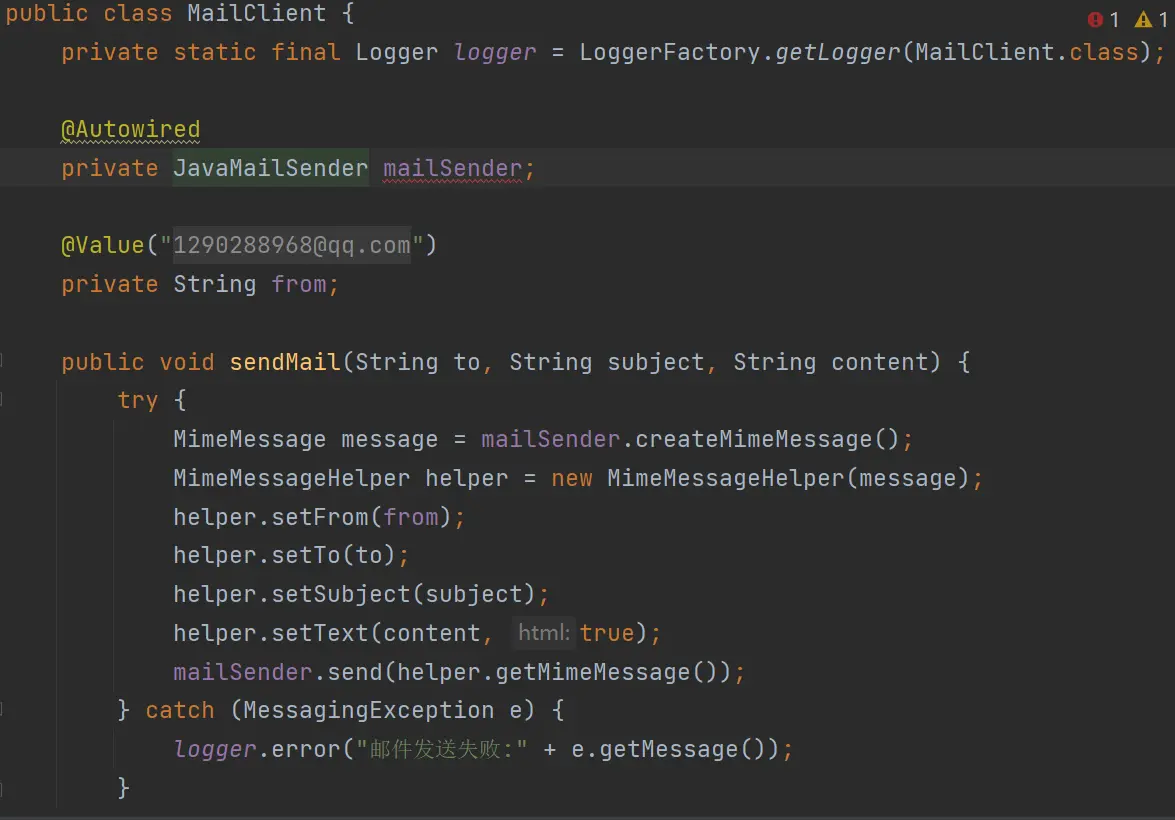 public class MailClient {
1 1
private static final Logger logger = LoggerFactory.getLogger(MailClient.class);
@Autowired
private JavaMailSender mailSender;
@Value("1290288968@qq.com")
private String from;
public void sendMail(String to, String subject, String content) {
try {
MimeMessage message = mailSender.createMimeMessage();
MimeMessageHelper helper = new MimeMessageHelper(message);
helper.setFrom(from);
helper.setTo(to);
helper.setSubject(subject);
helper.setText(content, html: true);
mailSender.send(helper.getMimeMessage());
} catch (MessagingException e) {
logger.error("邮件发送失败:" + e.getMessage());
}